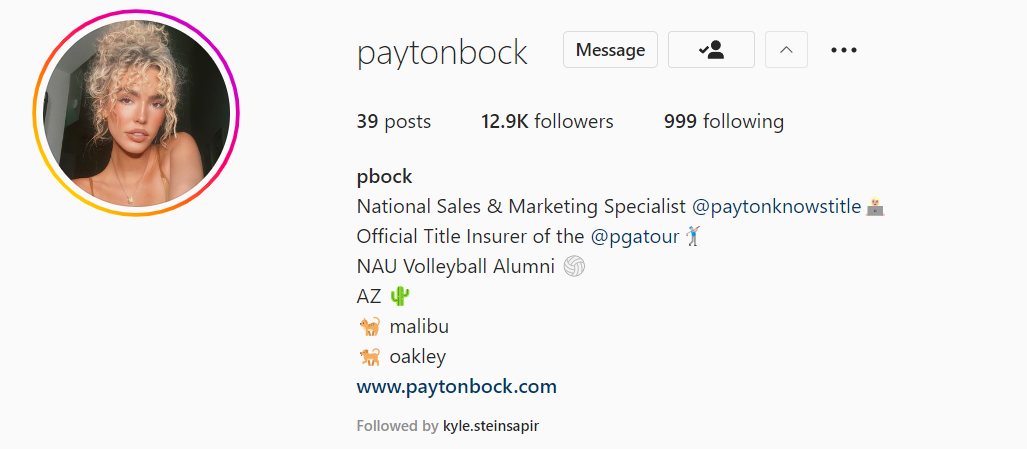 paytonbock Message
39 posts 12.9K followers 999 following
pbock
National Sales & Marketing Specialist @paytonknowstitle👩🏼‍💻
Official Title Insurer of the @pgatour🏌
NAU Volleyball Alumni 🏐
AZ 🌵
🐈 malibu
🐕 oakley
www.paytonbock.com
Followed by kyle.steinsapir